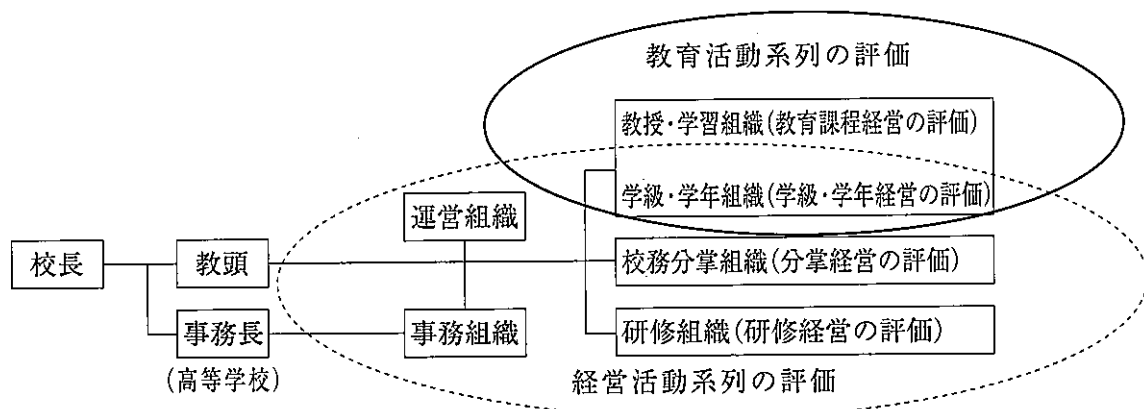 教育活動系列の評価
教授・学習組織(教育課程経営の評価)
学級・学年組織(学級・学年経営の評価)
運営組織
校長
教頭
校務分掌組織(分掌経営の評価)
事務長
(高等学校)
事務組織
研修組織(研修経営の評価)
経営活動系列の評価